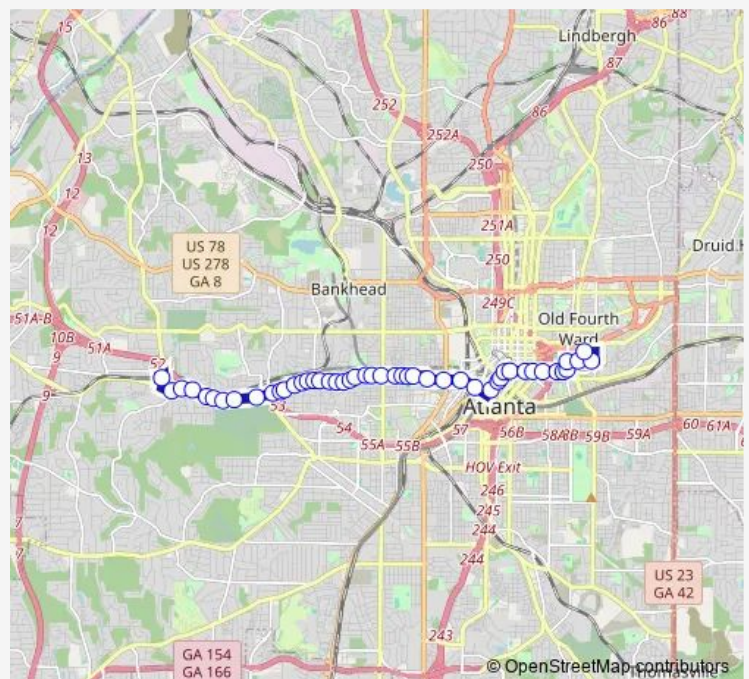 15
88
86
Lindbergh
87
252
86
252A
13
250
12
251A
12
US 78
US 278
GA 8
250
Bankhead
249C
51A-B
Old Fourth
Ward
10B
51A
9
52
9
53
Atlanta
54
57
56B
59B
59A
60
61A
55A
55B
HOV Exit
246
245
7
244
7
244
US 23
GA 42
243
GA 154
GA 166
© OpenStreetMap contributors